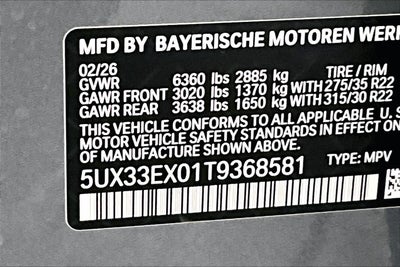 MFD BY BAYERISCHE MOTOREN WERK
02/26 TIRE / RIM
GVWR 6360 lbs 2885 kg
GAWR FRONT 3020 lbs 1370 kg WITH 275/35 R22
GAWR REAR 3638 lbs 1650 kg WITH 315/30 R22
THIS VEHICLE CONFORMS TO ALL APPLICABLE U. S
MOTOR VEHICLE SAFETY STANDARDS IN EFFECT ON
OF MANUFACTURE SHOWN ABOVE.
5UX33EX01T9368581 TYPE: MPV